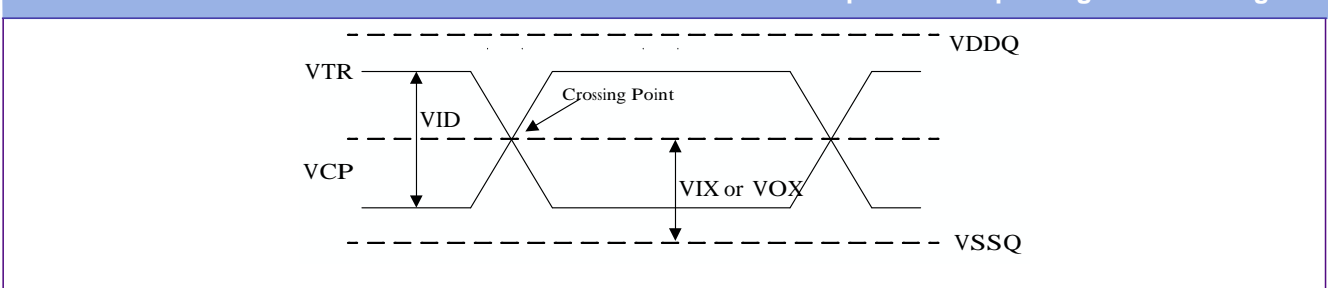 VDDQ
VTR
Crossing Point
VID
VCP
VIX or VOX
VSSQ